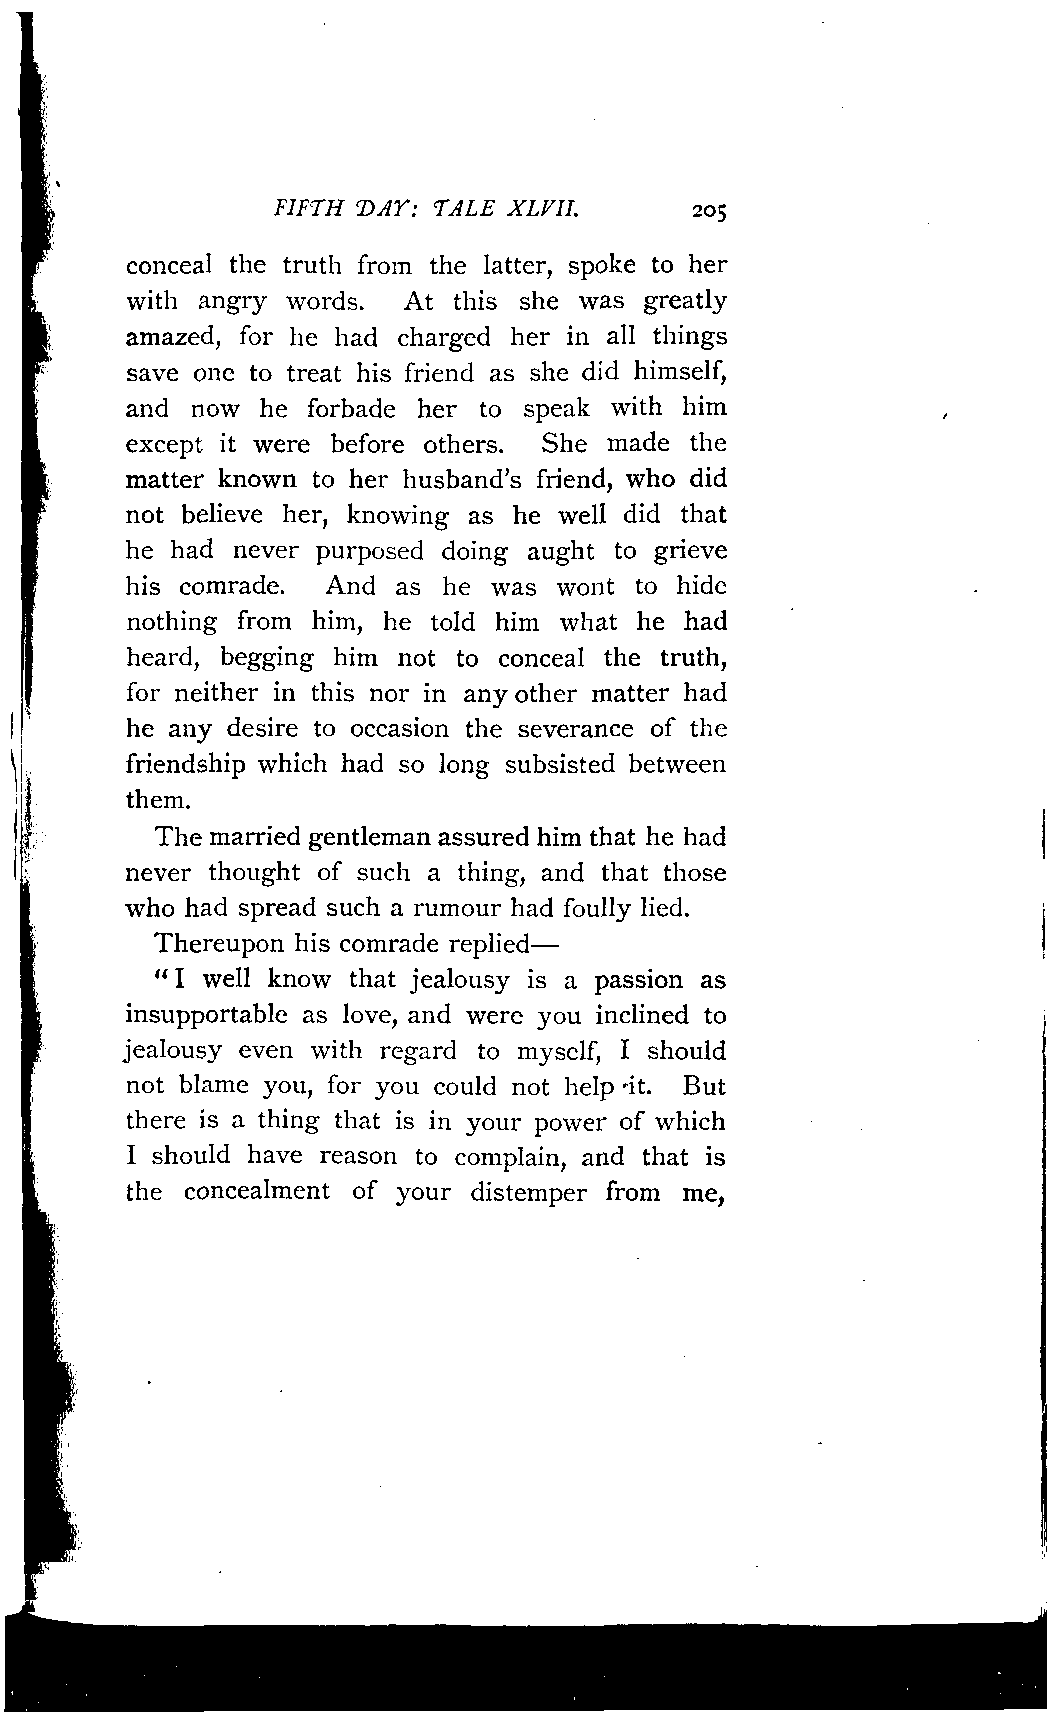 FIFTH DAY: TALE XLVII. 205
conceal the truth from the latter, spoke to her
with angry words. At this she was greatly
amazed, for he had charged her in all things
save one to treat his friend as she did himself,
and now he forbade her to speak with him
except it were before others. She made the
matter known to her husband's friend, who did
not believe her, knowing as he well did that
he had never purposed doing aught to grieve
his comrade. And as he was wont to hide
nothing from him, he told him what he had
heard, begging him not to conceal the truth,
for neither in this nor in any other matter had
he any desire to occasion the severance of the
friendship which had so long subsisted between
them.
The married gentleman assured him that he had
never thought of such a thing, and that those
who had spread such a rumour had foully lied.
Thereupon his comrade replied—
"I well know that jealousy is a passion as
insupportable as love, and were you inclined to
jealousy even with regard to myself, I should
not blame you, for you could not help it. But
there is a thing that is in your power of which
I should have reason to complain, and that is
the concealment of your distemper from me,